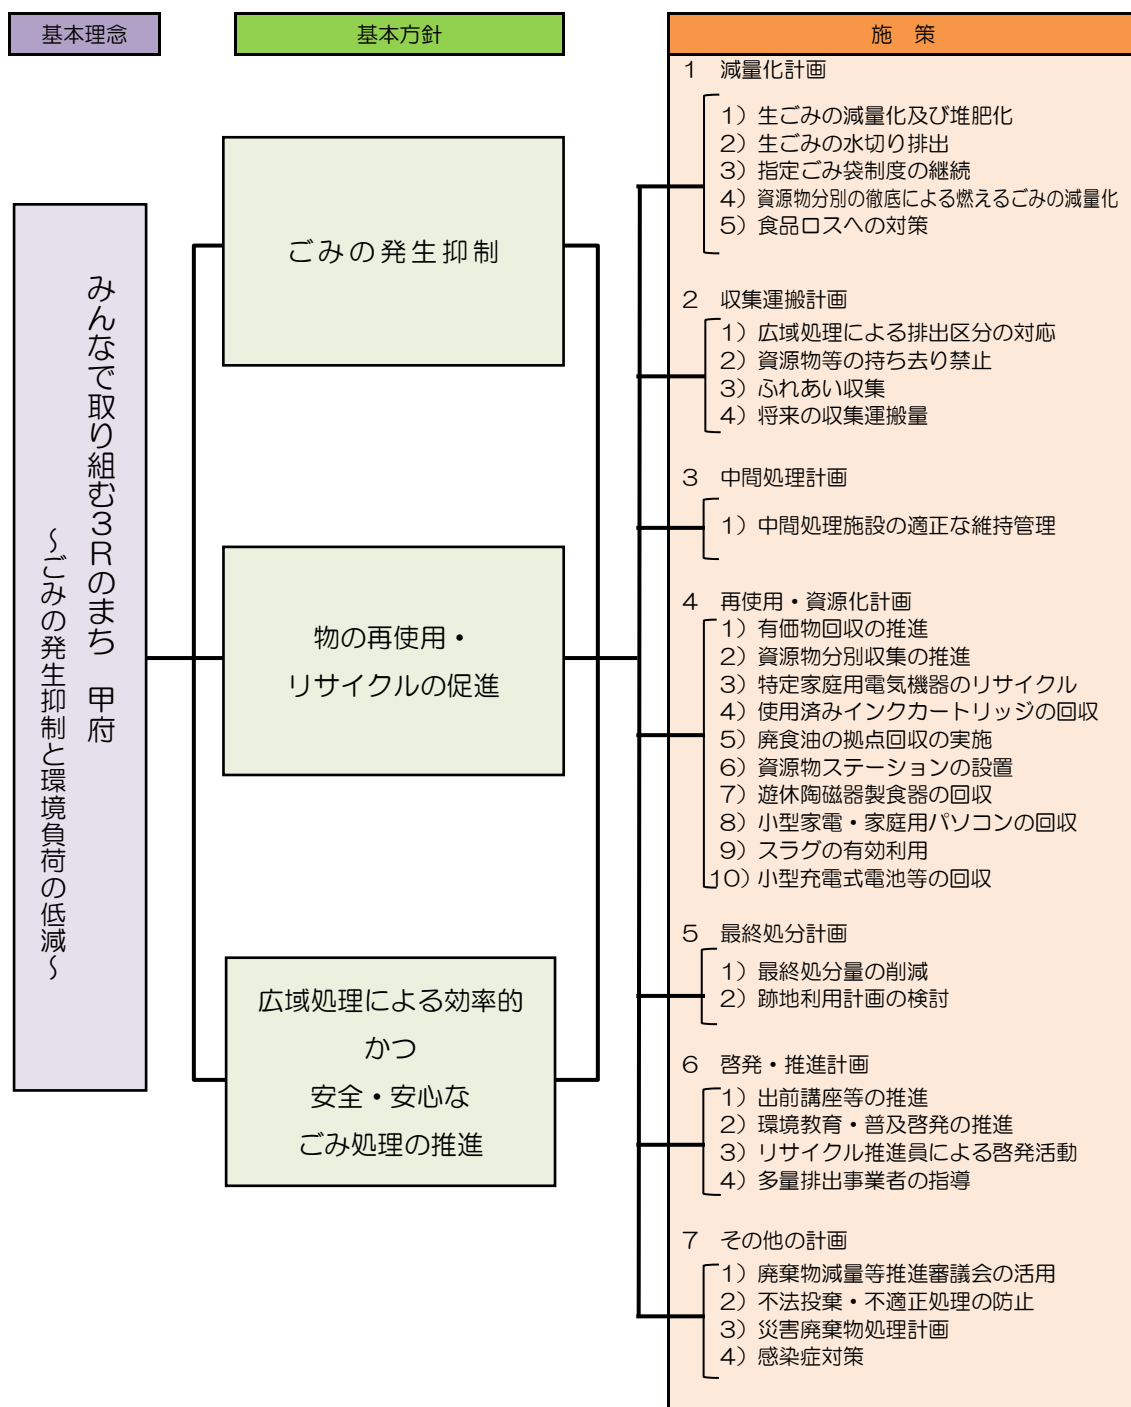 基本理念
基本方針
施　策
みんなで取り組む3Rのまち　甲府
～ごみの発生抑制と環境負荷の低減～
ごみの発生抑制
物の再使用・
リサイクルの促進
広域処理による効率的
かつ
安全・安心な
ごみ処理の推進
1　減量化計画
1）生ごみの減量化及び堆肥化
2）生ごみの水切り排出
3）指定ごみ袋制度の継続
4）資源物分別の徹底による燃えるごみの減量化
5）食品ロスへの対策
2　収集運搬計画
1）広域処理による排出区分の対応
2）資源物等の持ち去り禁止
3）ふれあい収集
4）将来の収集運搬量
3　中間処理計画
1）中間処理施設の適正な維持管理
4　再使用・資源化計画
1）有価物回収の推進
2）資源物分別収集の推進
3）特定家庭用電気機器のリサイクル
4）使用済みインクカートリッジの回収
5）廃食油の拠点回収の実施
6）資源物ステーションの設置
7）遊休陶磁器製食器の回収
8）小型家電・家庭用パソコンの回収
9）スラグの有効利用
10）小型充電式電池等の回収
5　最終処分計画
1）最終処分量の削減
2）跡地利用計画の検討
6　啓発・推進計画
1）出前講座等の推進
2）環境教育・普及啓発の推進
3）リサイクル推進員による啓発活動
4）多量排出事業者の指導
7　その他の計画
1）廃棄物減量等推進審議会の活用
2）不法投棄・不適正処理の防止
3）災害廃棄物処理計画
4）感染症対策